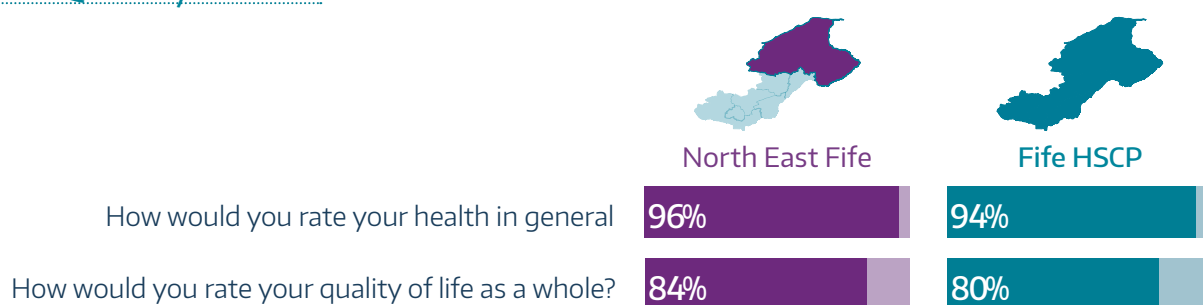 North East Fife Fife HSCP
How would you rate your health in general 96% 94%
How would you rate your quality of life as a whole? 84% 80%